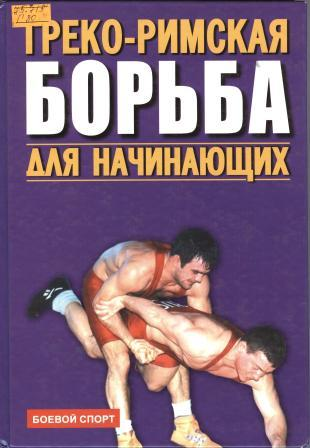 ГРЕКО-РИМСКАЯ
БОРЬБА
ДЛЯ НАЧИНАЮЩИХ
БОЕВОЙ СПОРТ